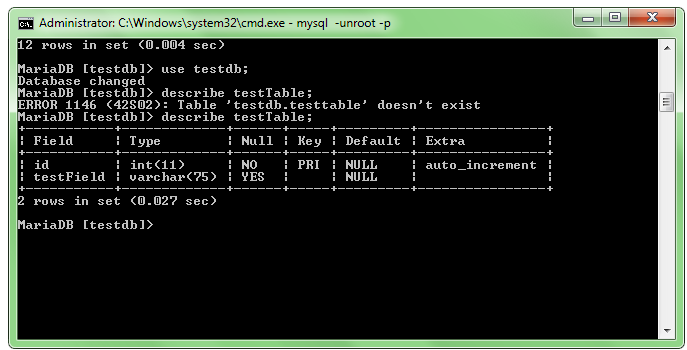 Administrator: C:\Windows\system32\cmd.exe - mysql -unroot -p
12 rows in set (0.004 sec)
MariaDB [testdb]> use testdb;
Database changed
MariaDB [testdb]> describe testTable;
ERROR 1146 (42S02): Table 'testdb.testtable' doesn't exist
MariaDB [testdb]> describe testTable;
+-----------+-------------+------+-----+---------+----------------+
| Field     | Type        | Null | Key | Default | Extra          |
+-----------+-------------+------+-----+---------+----------------+
| id        | int(11)     | NO   | PRI | NULL    | auto_increment |
| testField | varchar(75) | YES  |     | NULL    |                |
+-----------+-------------+------+-----+---------+----------------+
2 rows in set (0.027 sec)
MariaDB [testdb]>